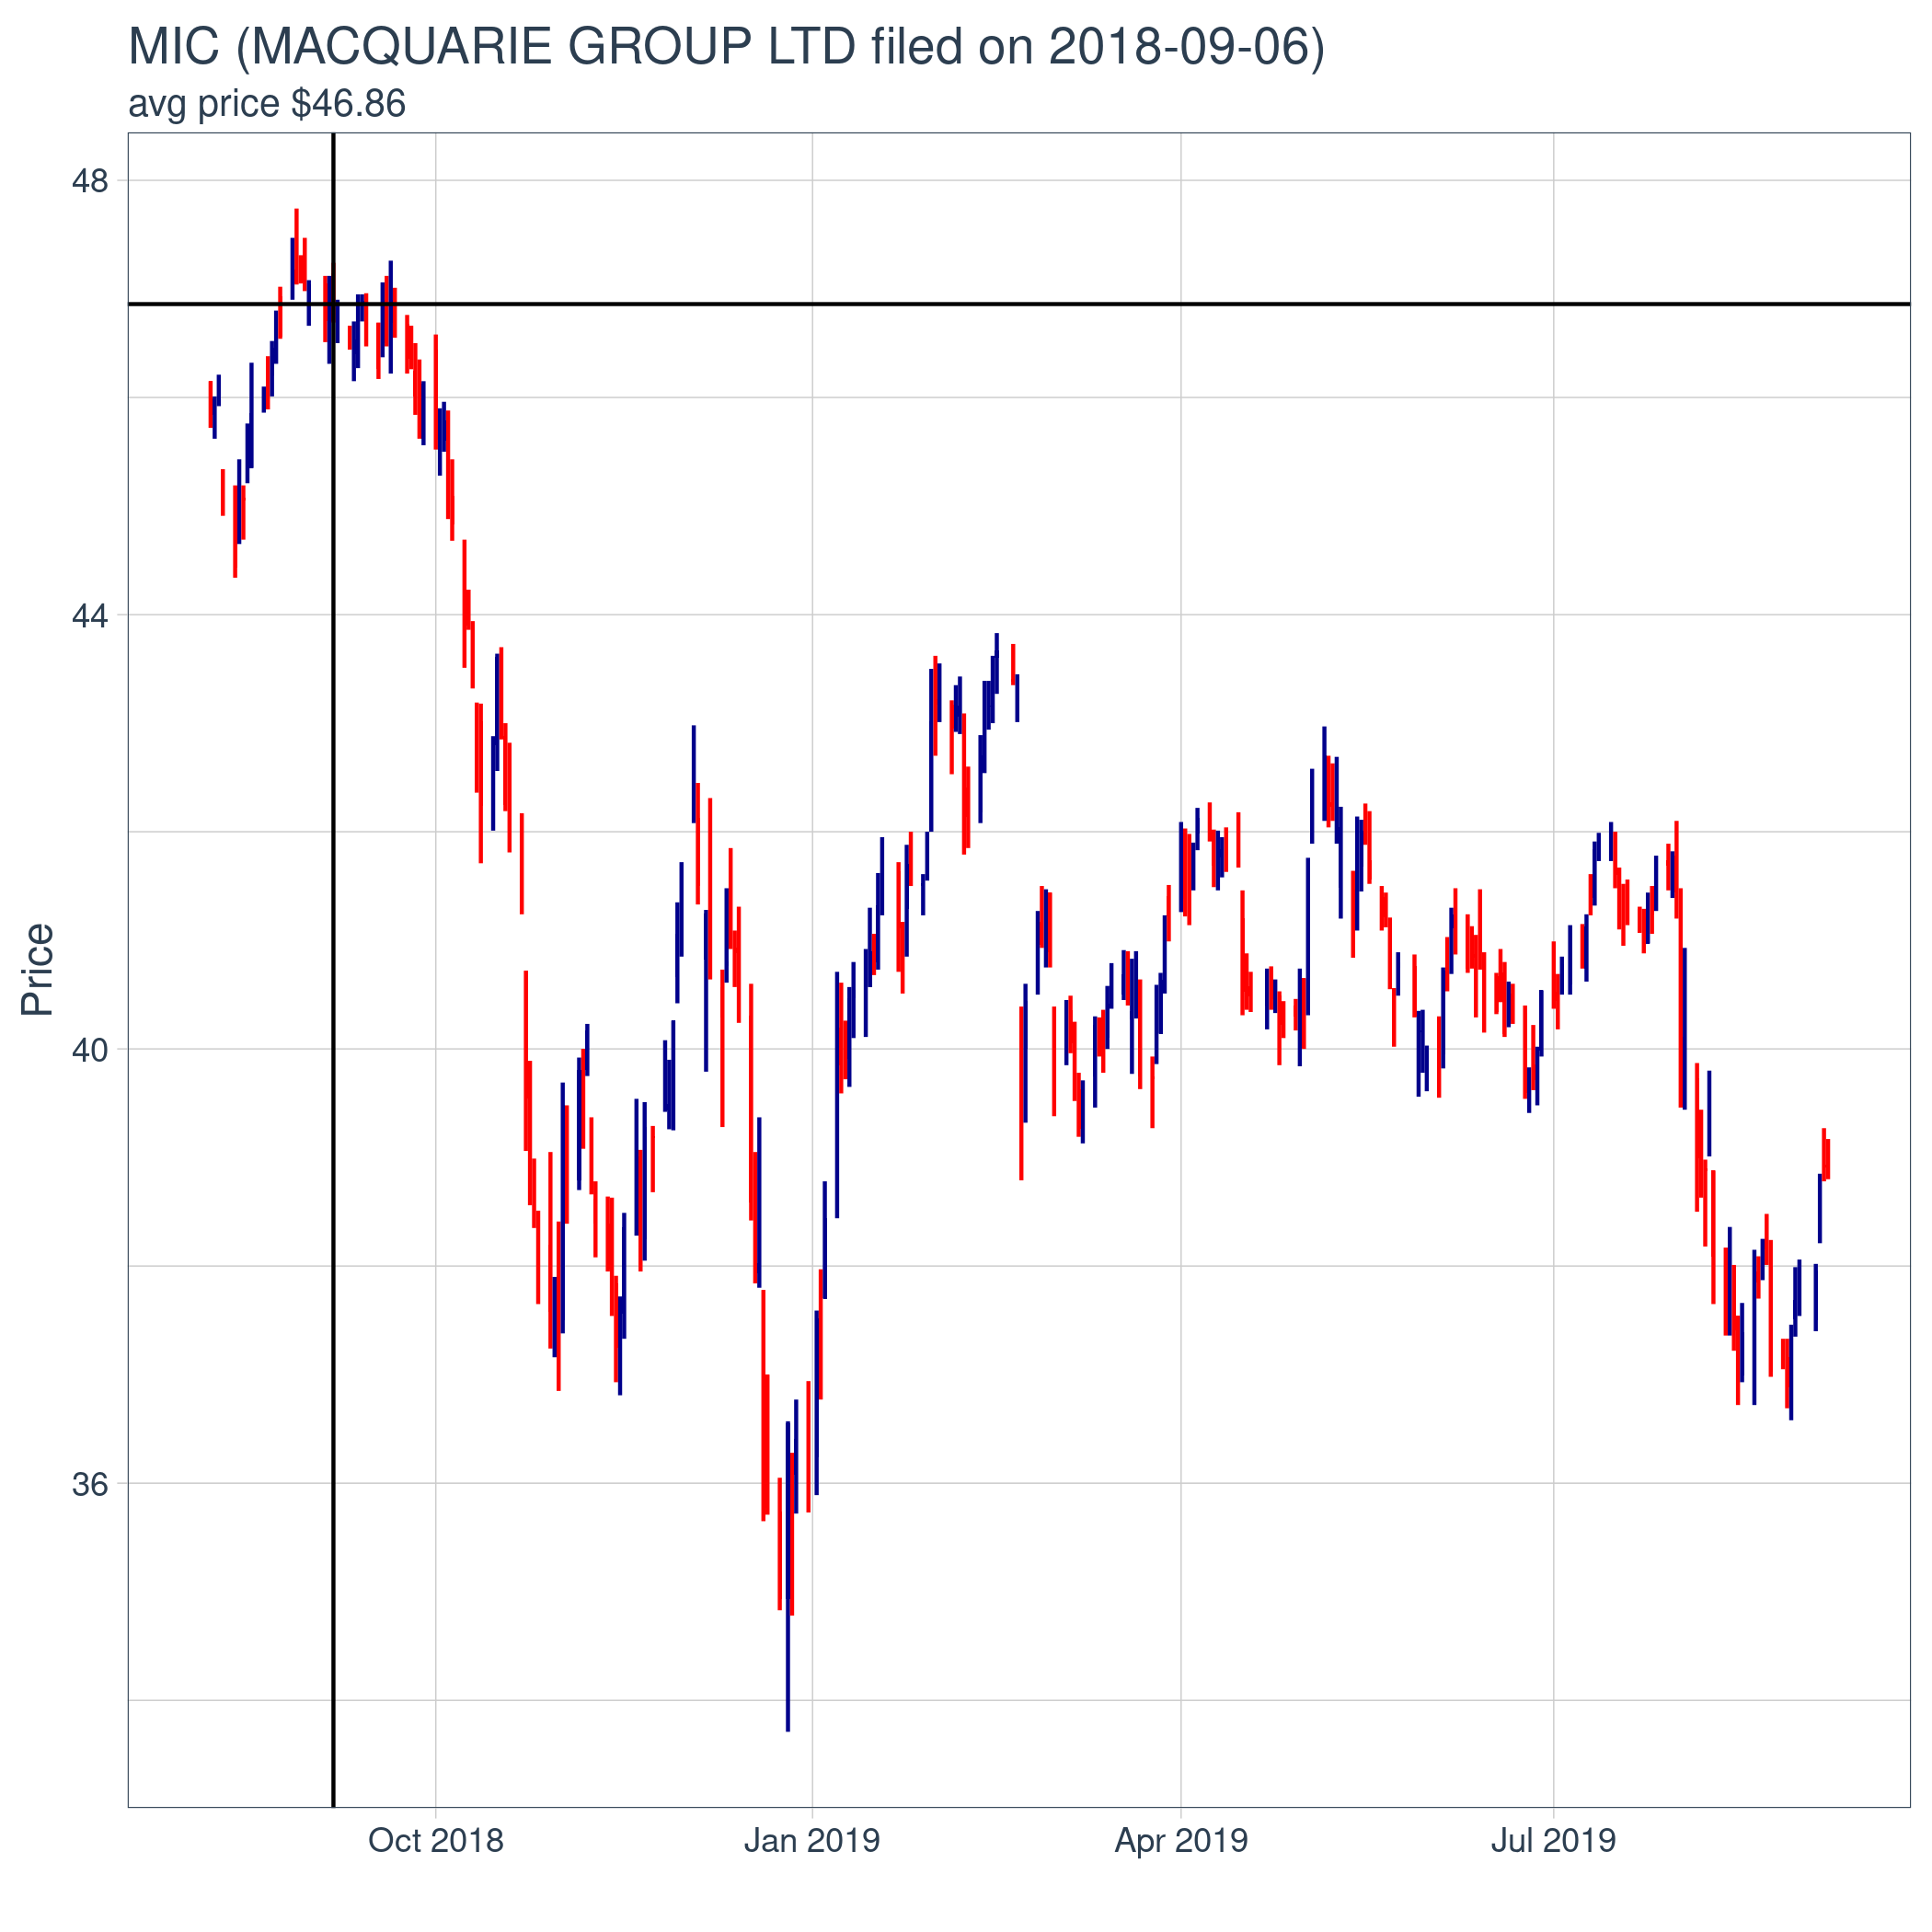 MIC (MACQUARIE GROUP LTD filed on 2018-09-06)
avg price $46.86
48
44
40
36
Price
Oct 2018
Jan 2019
Apr 2019
Jul 2019